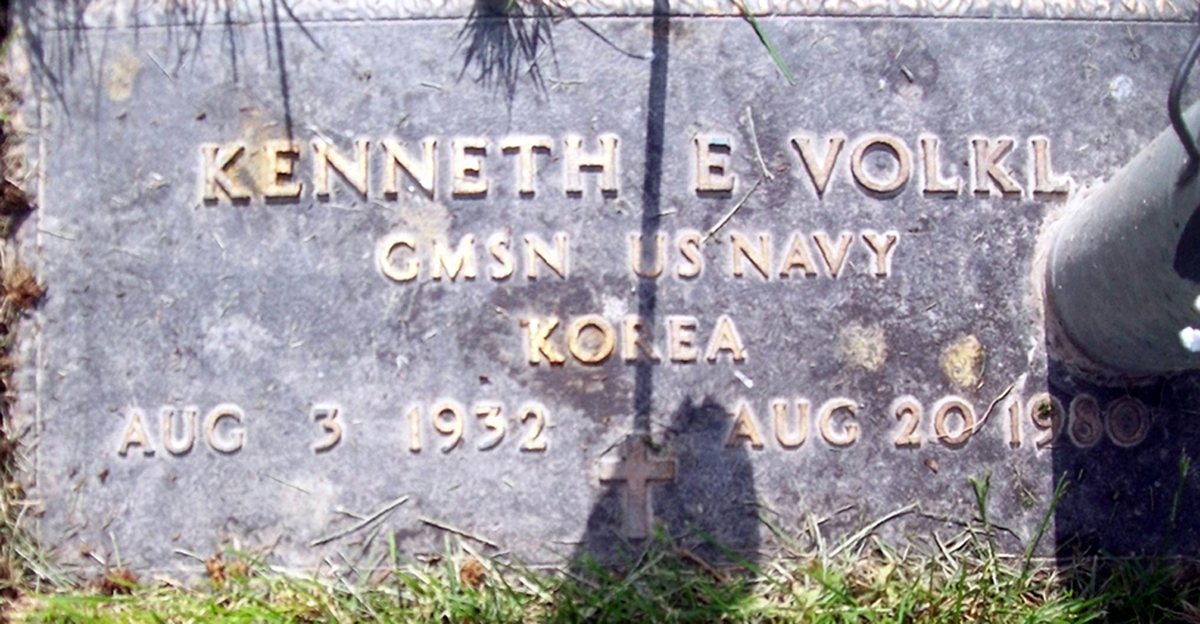 KENNETH E VOLKL
GMSN US NAVY
KOREA
AUG 3 1932 AUG 20 1980